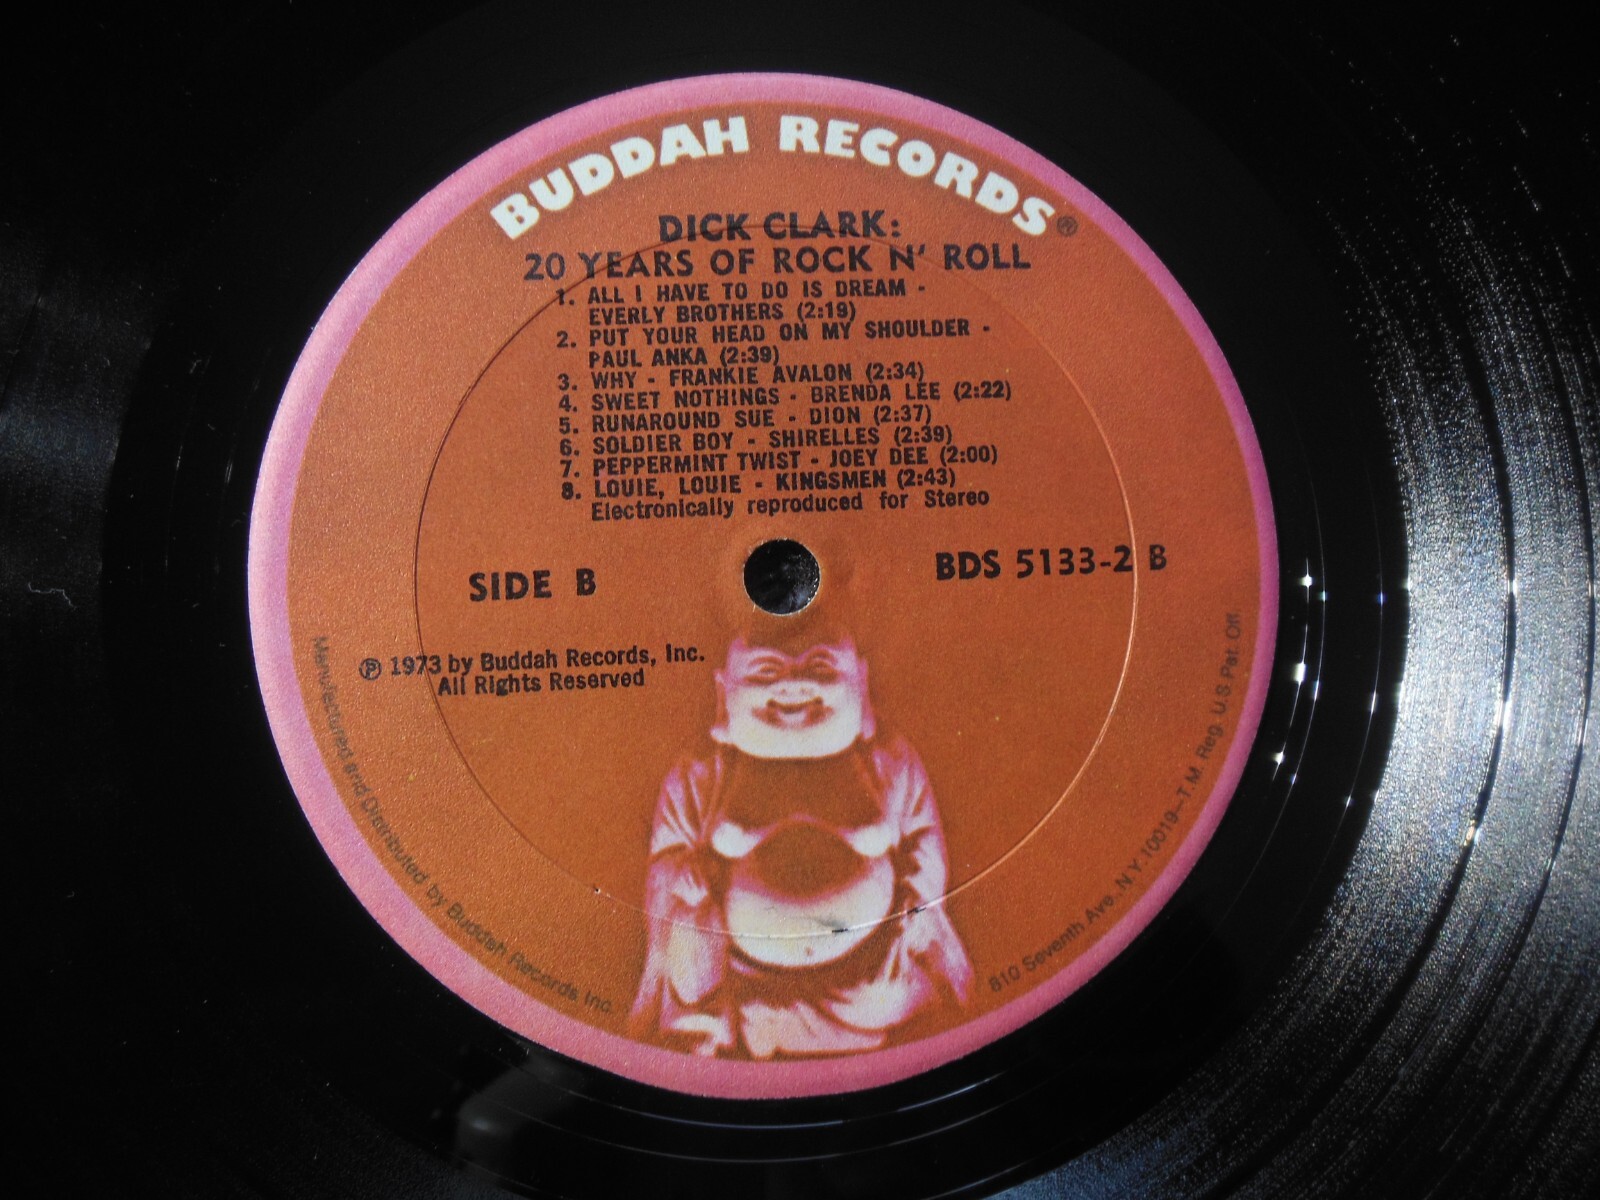 BUDDAH RECORDS®
DICK CLARK:
20 YEARS OF ROCK N' ROLL
1. ALL I HAVE TO DO IS DREAM -
EVERLY BROTHERS (2:19)
2. PUT YOUR HEAD ON MY SHOULDER -
PAUL ANKA (2:39)
3. WHY - FRANKIE AVALON (2:34)
4. SWEET NOTHINGS - BRENDA LEE (2:22)
5. RUNAROUND SUE - DION (2:37)
6. SOLDIER BOY - SHIRELLES (2:39)
7. PEPPERMINT TWIST - JOEY DEE (2:00)
8. LOUIE, LOUIE - KINGSMEN (2:43)
Electronically reproduced for Stereo
SIDE B
BDS 5133-2 B
℗ 1973 by Buddah Records, Inc.
All Rights Reserved
Manufactured and Distributed by Buddah Records Inc.
810 Seventh Ave., N.Y. 10019—T.M. Reg. U.S. Pat. Off.